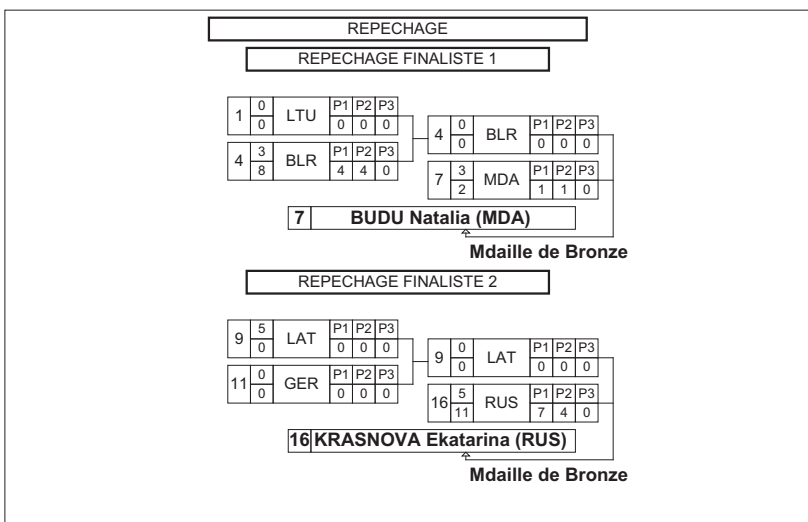 REPECHAGE
REPECHAGE FINALISTE 1
1 0 LTU P1 P2 P3
0 0 0 0
4 3 BLR P1 P2 P3
8 4 4 0
4 0 BLR P1 P2 P3
0 0 0 0
7 3 MDA P1 P2 P3
2 1 1 0
7 BUDU Natalia (MDA)
Mdaille de Bronze
REPECHAGE FINALISTE 2
9 5 LAT P1 P2 P3
0 0 0 0
11 0 GER P1 P2 P3
0 0 0 0
9 0 LAT P1 P2 P3
0 0 0 0
16 5 RUS P1 P2 P3
11 7 4 0
16 KRASNOVA Ekatarina (RUS)
Mdaille de Bronze